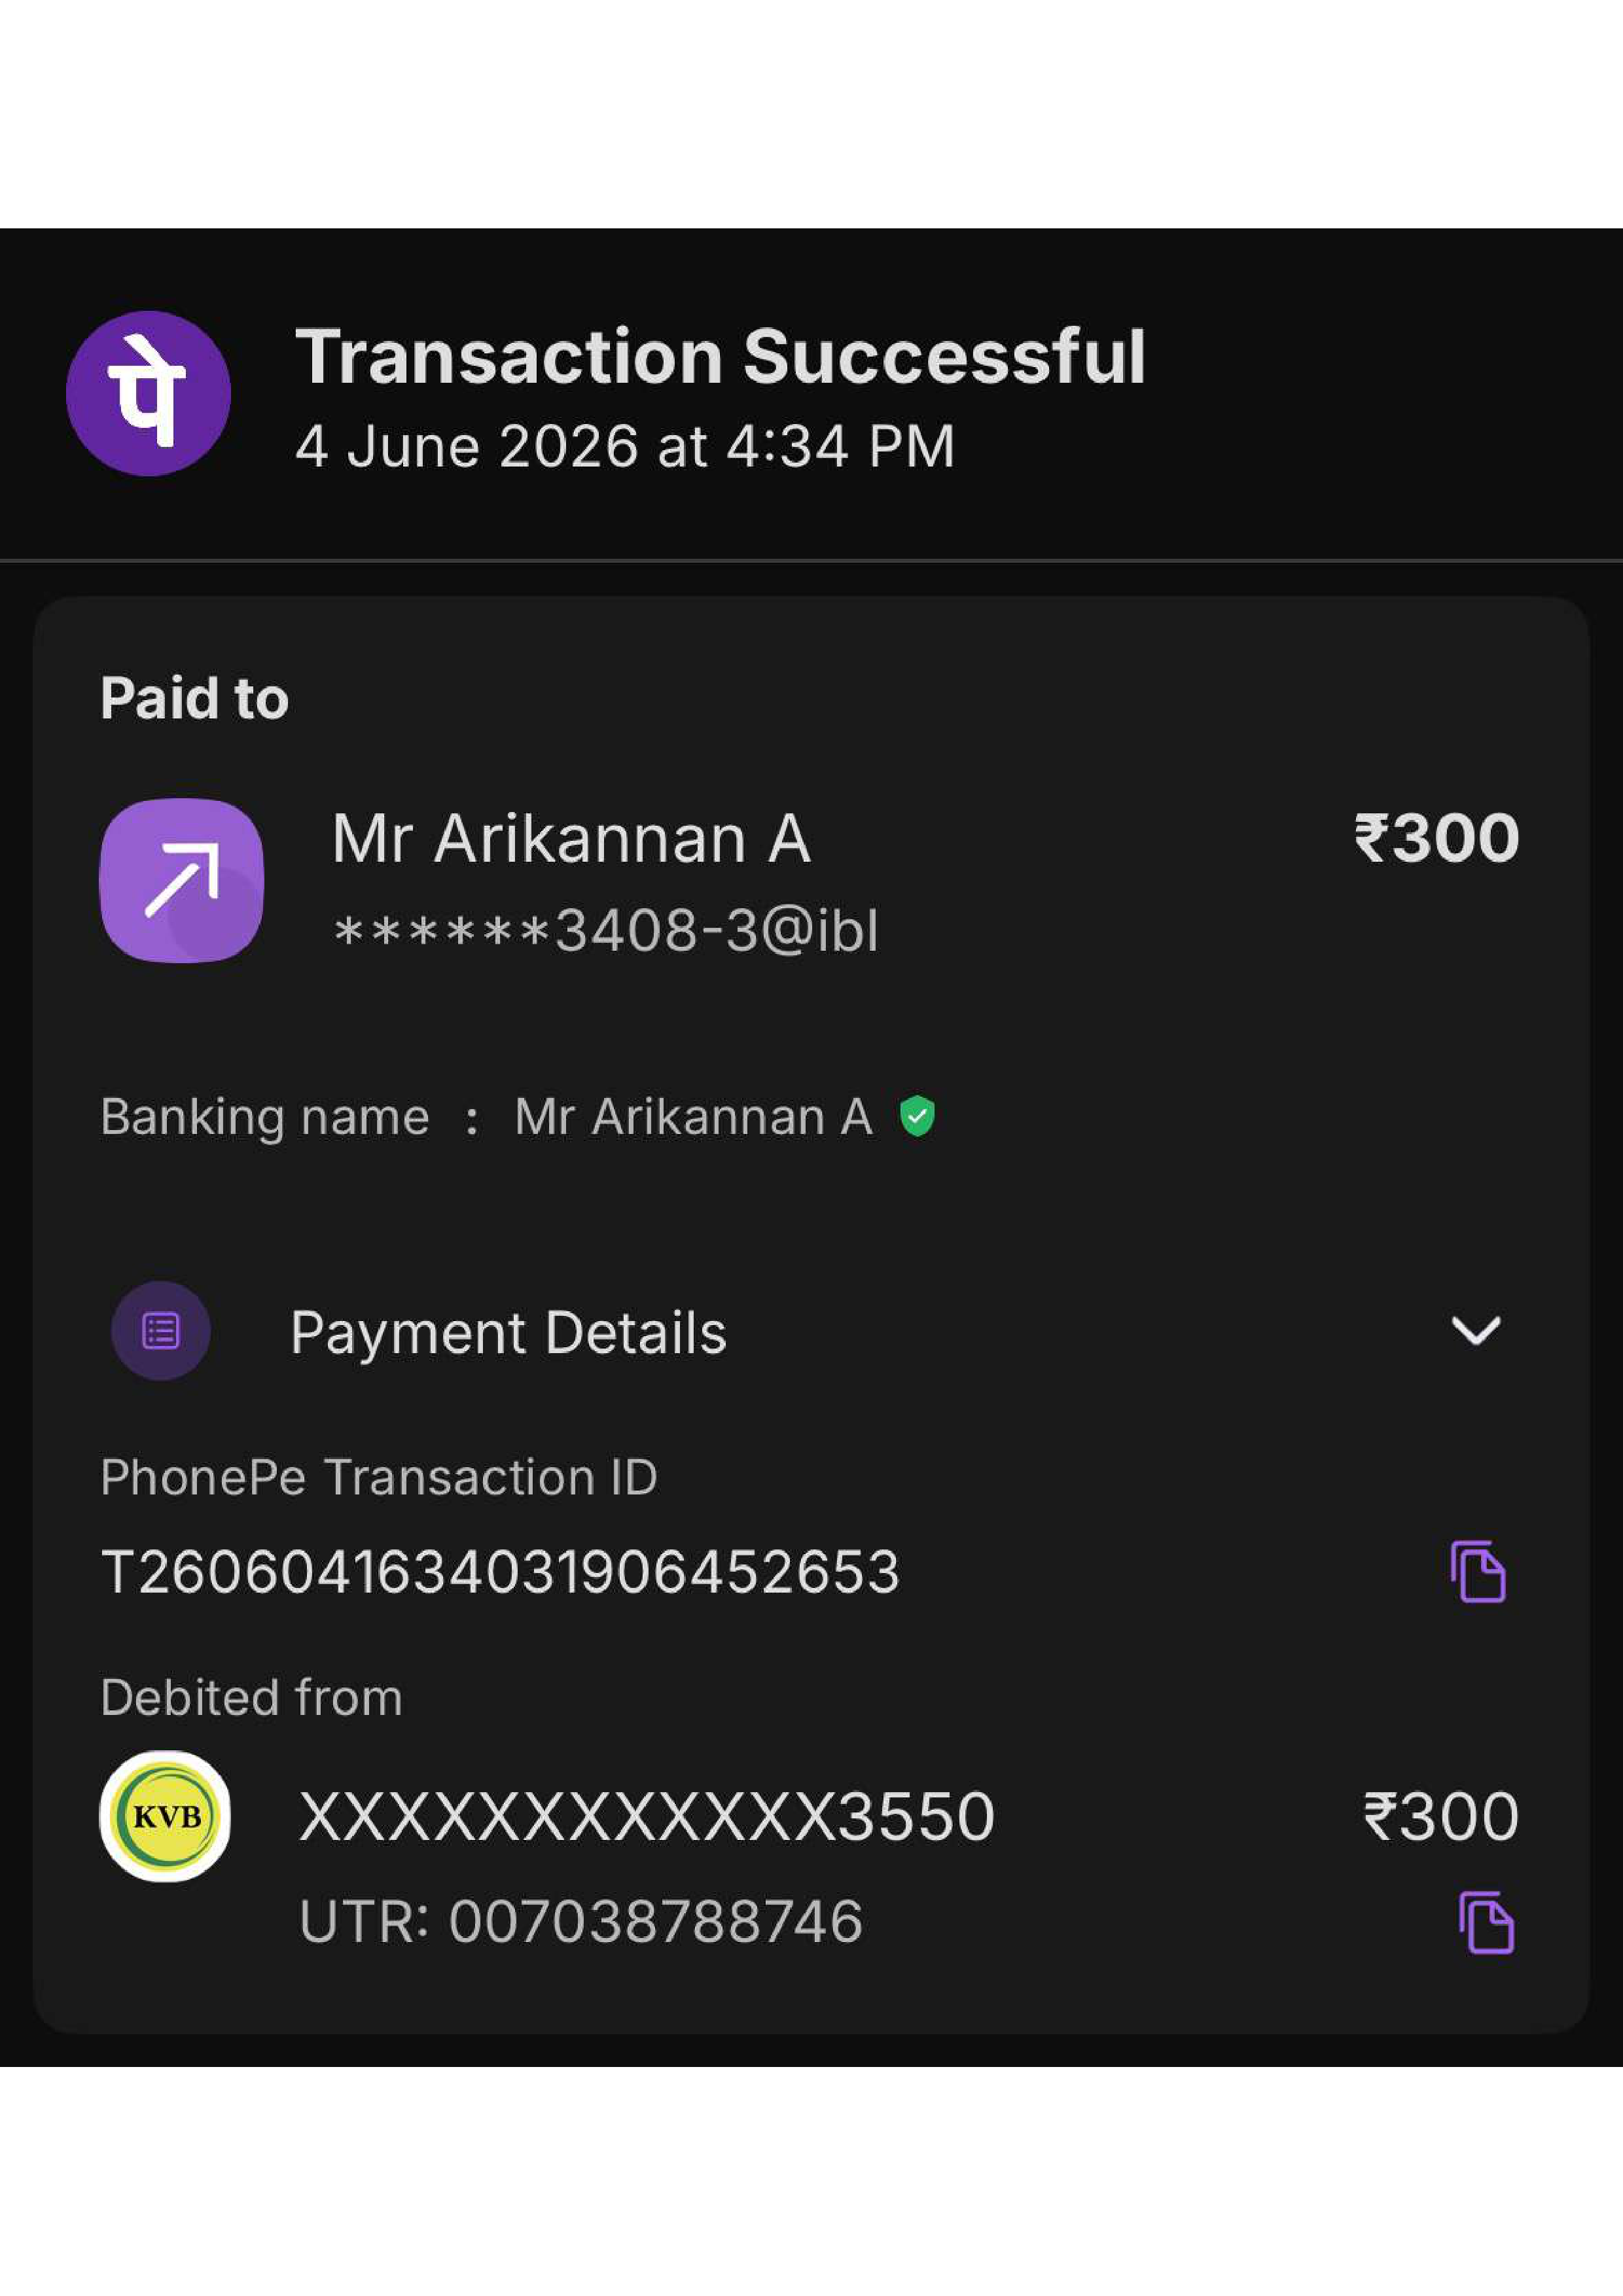 पे
Transaction Successful
4 June 2026 at 4:34 PM
Paid to
Mr Arikannan A ₹300
******3408-3@ibl
Banking name : Mr Arikannan A
Payment Details
PhonePe Transaction ID
T2606041634031906452653
Debited from
KVB XXXXXXXXXXXX3550 ₹300
UTR: 007038788746